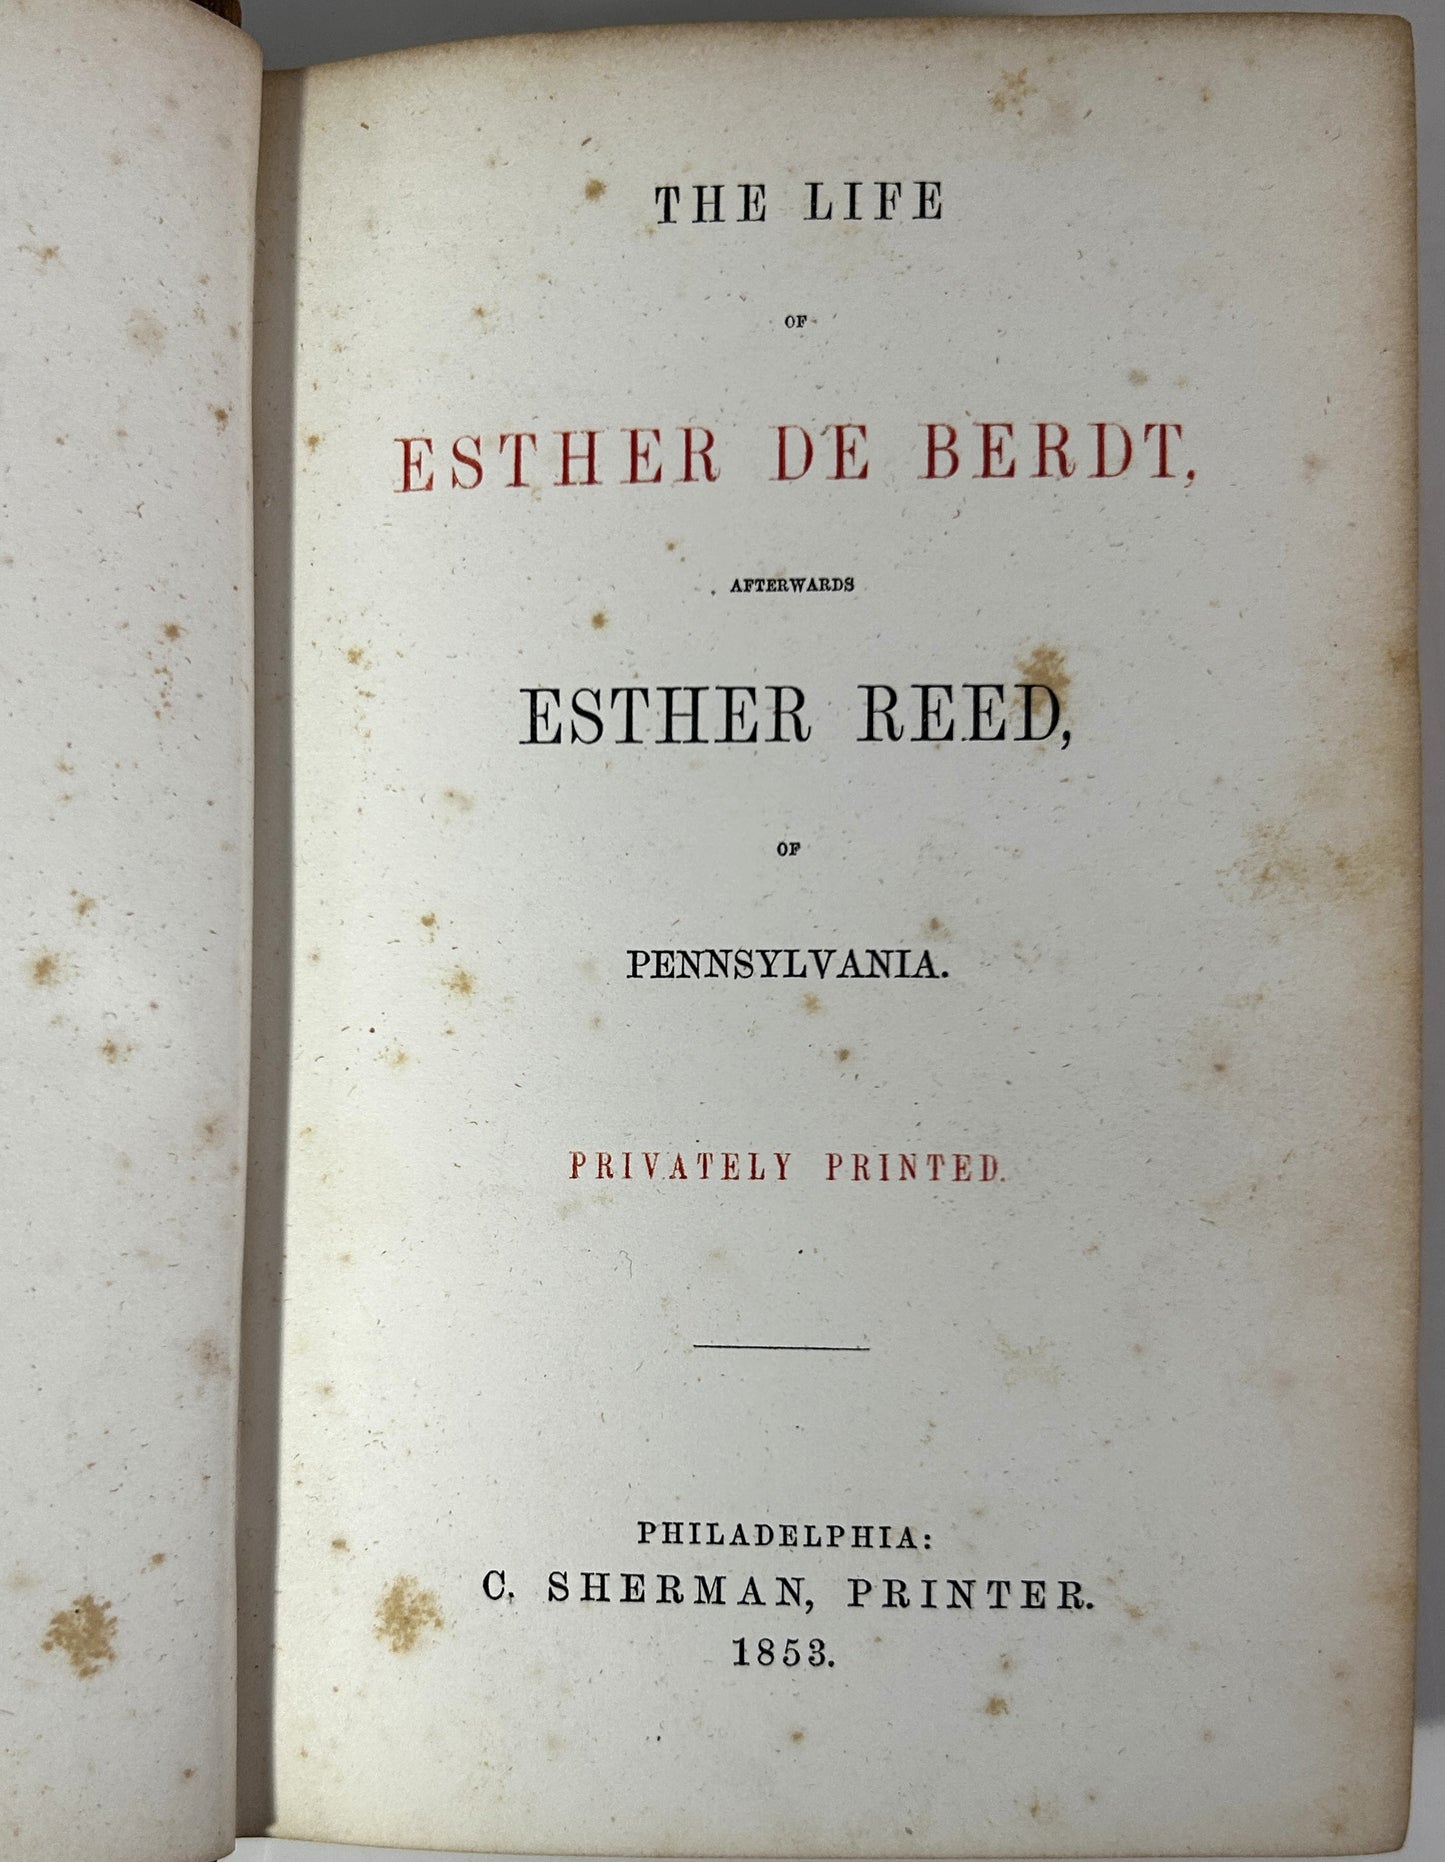 THE LIFE
OF
ESTHER DE BERDT,
AFTERWARDS
ESTHER REED,
OF
PENNSYLVANIA.
PRIVATELY PRINTED.
PHILADELPHIA:
C. SHERMAN, PRINTER.
1853.